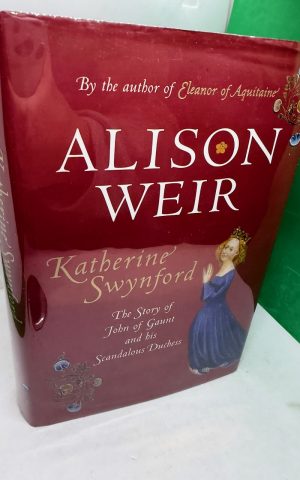 By the author of Eleanor of Aquitaine
ALISON
WEIR
Katherine
Swynford
The Story of
John of Gaunt
and his
Scandalous Duchess
Katherine Swynford